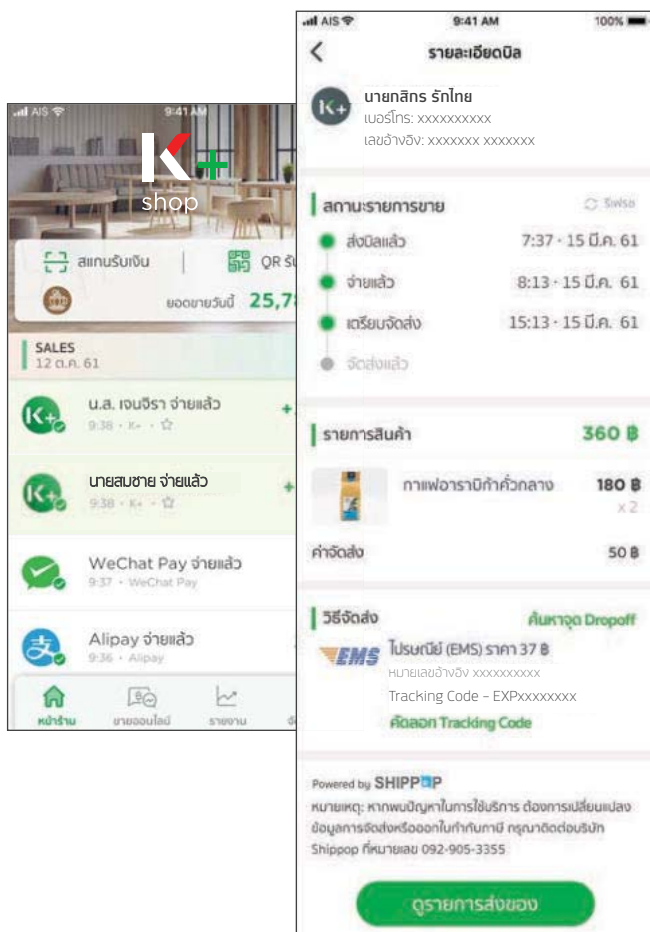 AIS 9:41 AM
K+
shop
สแกนรับเงิน | QR รับ
ยอดขายวันนี้ 25,78
SALES
12 ต.ค. 61
K+ น.ส. เจนจิรา จ่ายแล้ว +
9:38 · K+ · ☆
K+ นายสมชาย จ่ายแล้ว +
9:38 · K+ · ☆
WeChat Pay จ่ายแล้ว
9:37 · WeChat Pay
支 Alipay จ่ายแล้ว
9:36 · Alipay
หน้าร้าน ขายออนไลน์ รายงาน
AIS 9:41 AM 100%
รายละเอียดบิล
K+ นายกสิกร รักไทย
เบอร์โทร: xxxxxxxxxx
เลขอ้างอิง: xxxxxxx xxxxxxx
สถานะรายการขาย รีเฟรช
ส่งบิลแล้ว 7:37 · 15 มี.ค. 61
จ่ายแล้ว 8:13 · 15 มี.ค. 61
เตรียมจัดส่ง 15:13 · 15 มี.ค. 61
จัดส่งแล้ว
รายการสินค้า 360 ฿
กาแฟอาราบิก้าคั่วกลาง 180 ฿
x 2
ค่าจัดส่ง 50 ฿
วิธีจัดส่ง ค้นหาจุด Dropoff
EMS ไปรษณีย์ (EMS) ราคา 37 ฿
หมายเลขอ้างอิง xxxxxxxxxx
Tracking Code - EXPxxxxxxxx
คัดลอก Tracking Code
Powered by SHIPPOP
หมายเหตุ: หากพบปัญหาในการใช้บริการ ต้องการเปลี่ยนแปลง
ข้อมูลการจัดส่งหรือออกใบกำกับภาษี กรุณาติดต่อบริษัท
Shippop ที่หมายเลข 092-905-3355
ดูรายการส่งของ